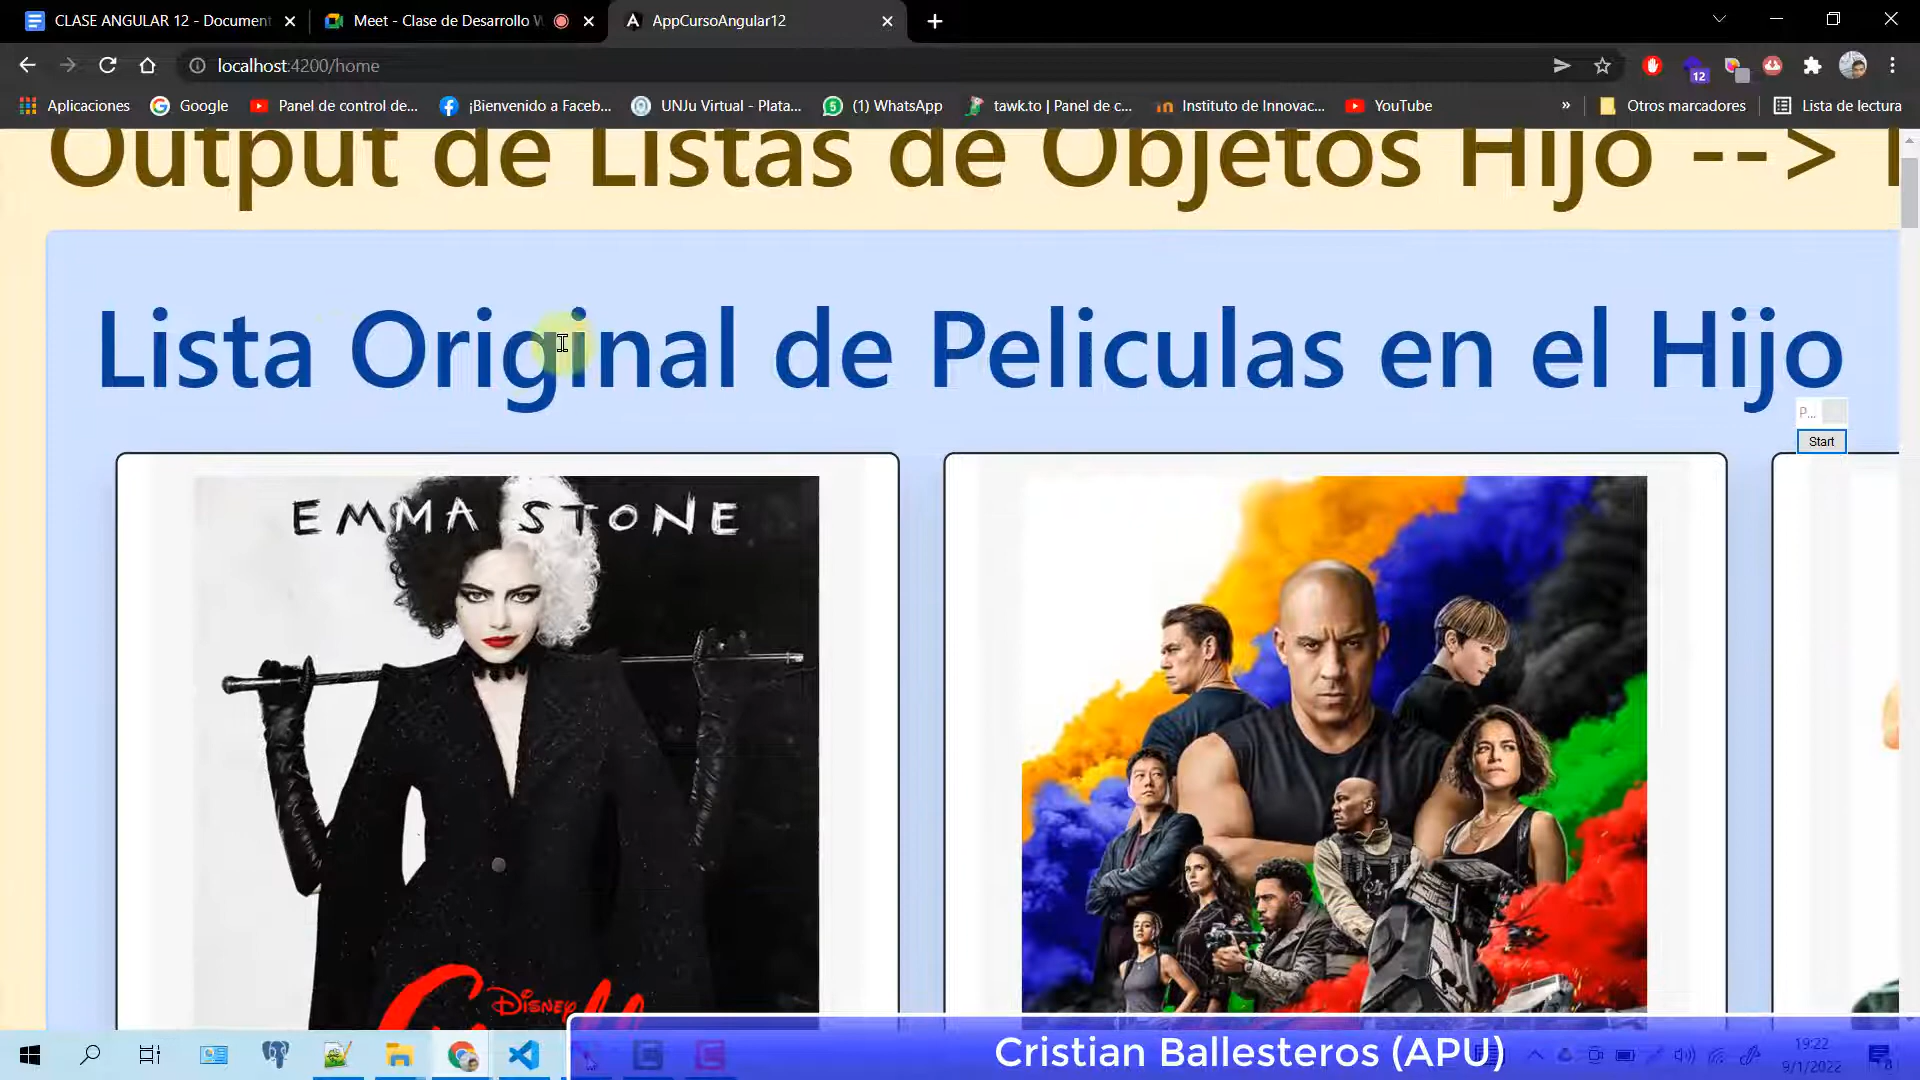 CLASE ANGULAR 12 - Document
Meet - Clase de Desarrollo W
AppCursoAngular12
localhost:4200/home
12
Aplicaciones
Google
Panel de control de...
¡Bienvenido a Faceb...
UNJu Virtual - Plata...
(1) WhatsApp
tawk.to | Panel de c...
Instituto de Innovac...
YouTube
»
Otros marcadores
Lista de lectura
Output de Listas de Objetos Hijo -->
Lista Original de Peliculas en el Hijo
P...
Start
EMMA STONE
DISNEY
Cristian Ballesteros (APU)
19:22
9/1/2022